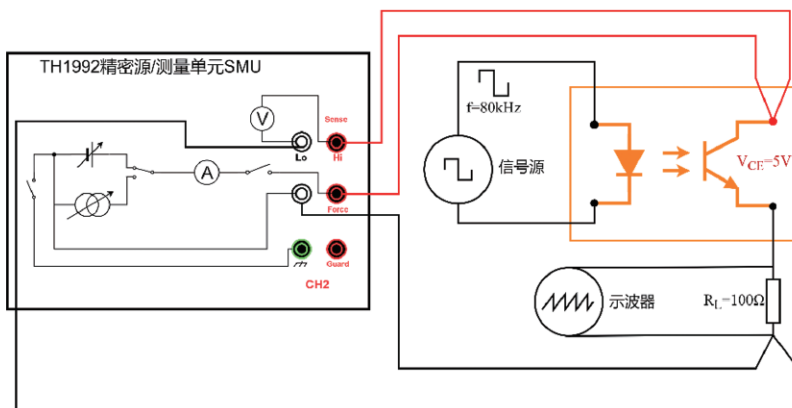 TH1992精密源/测量单元SMU
V
Sense
Lo
Hi
A
Force
Guard
CH2
f=80kHz
信号源
VCE=5V
示波器
RL=100Ω